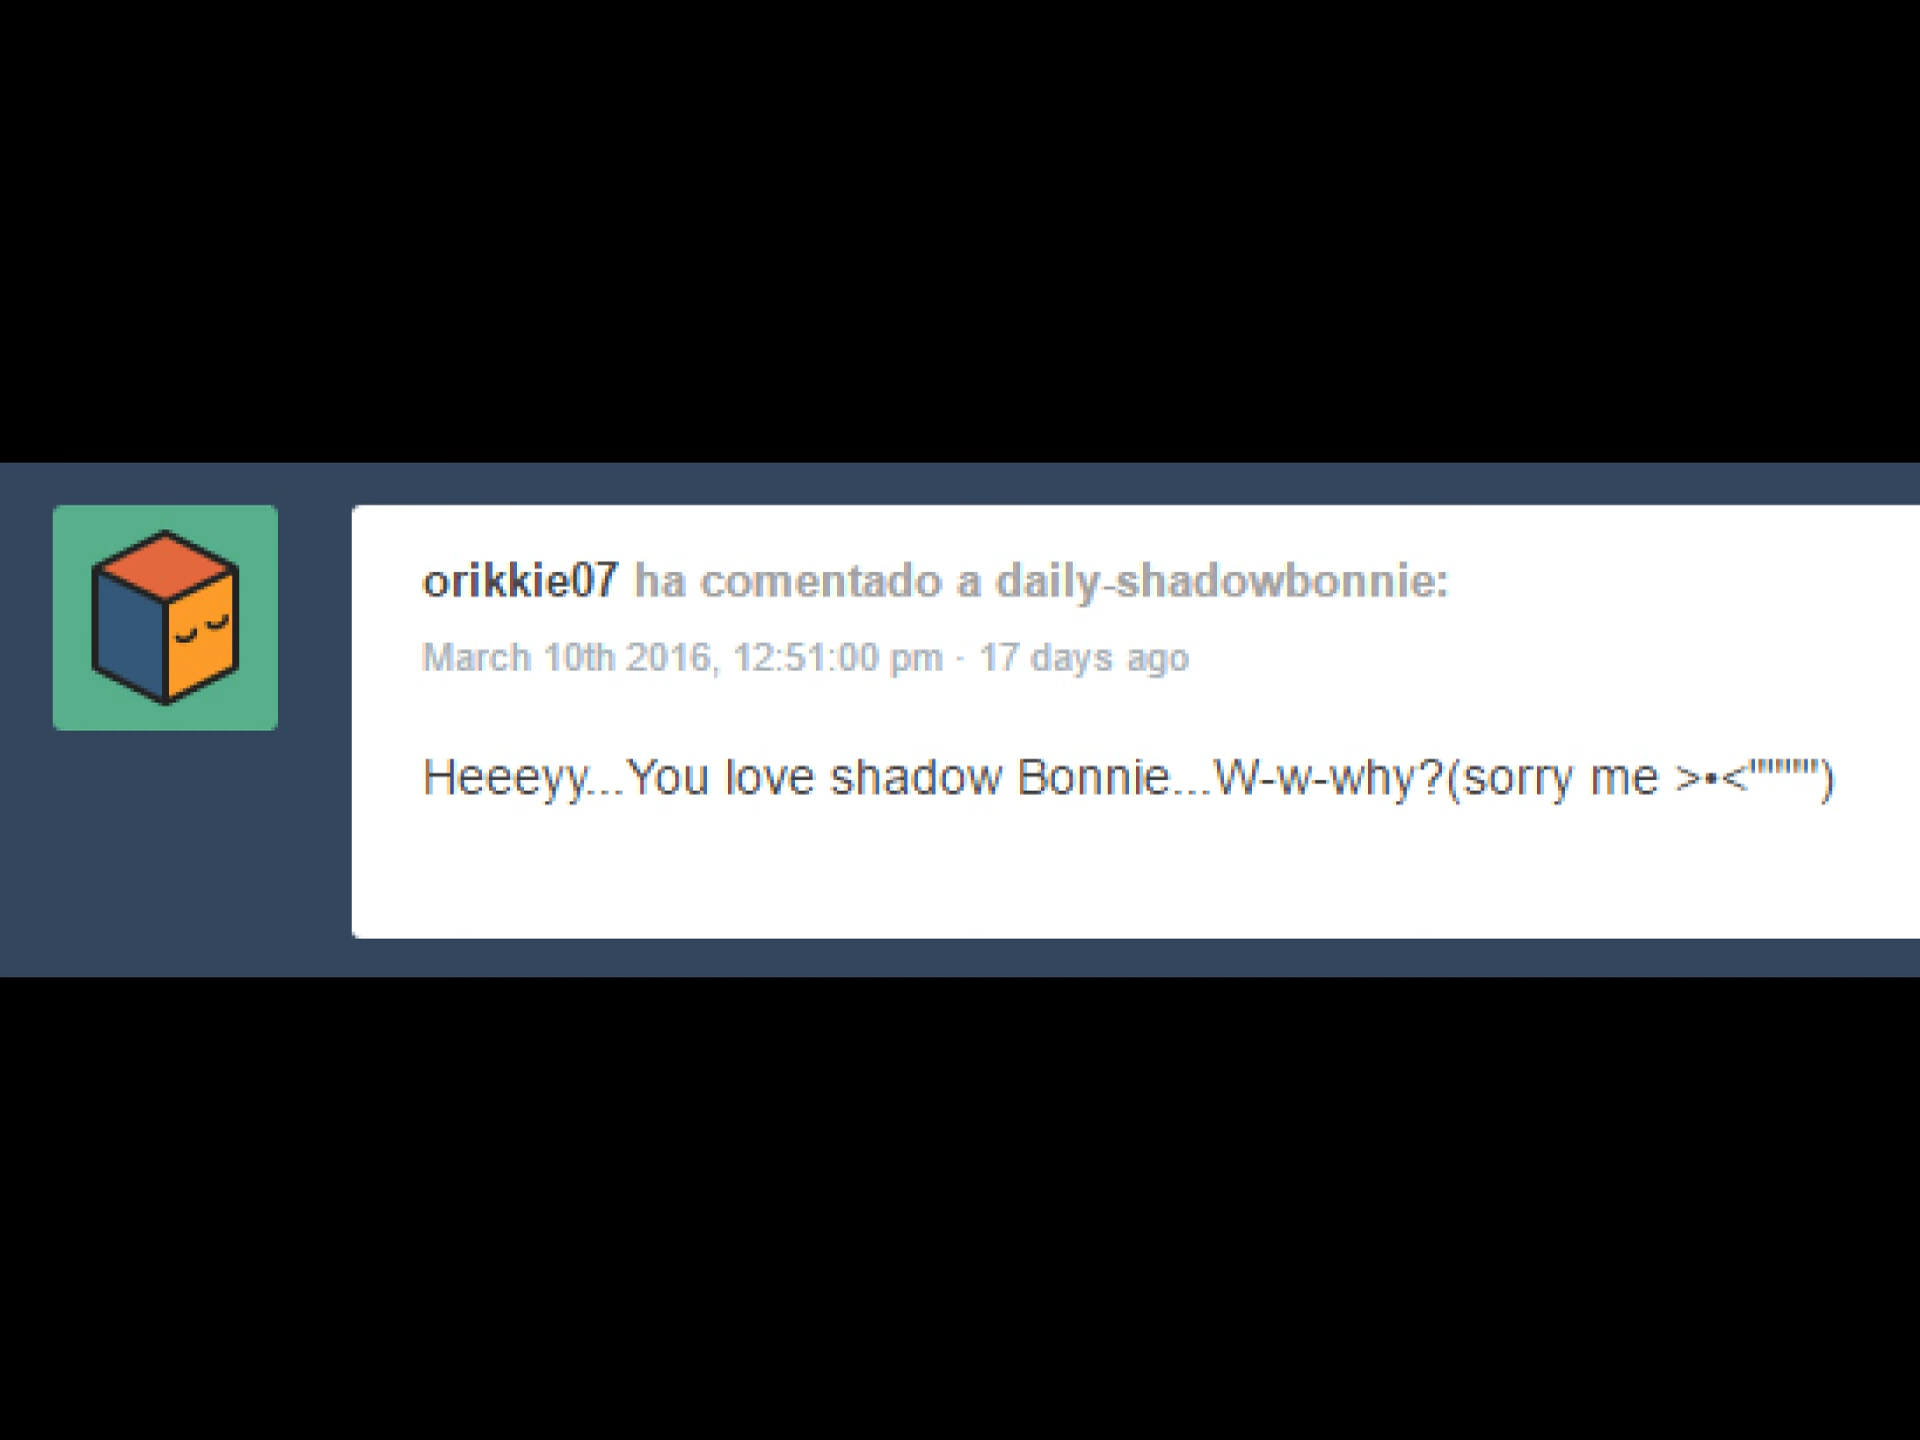 orikkie07 ha comentado a daily-shadowbonnie:
March 10th 2016, 12:51:00 pm · 17 days ago
Heeeyy...You love shadow Bonnie...W-w-why?(sorry me >•<""""")